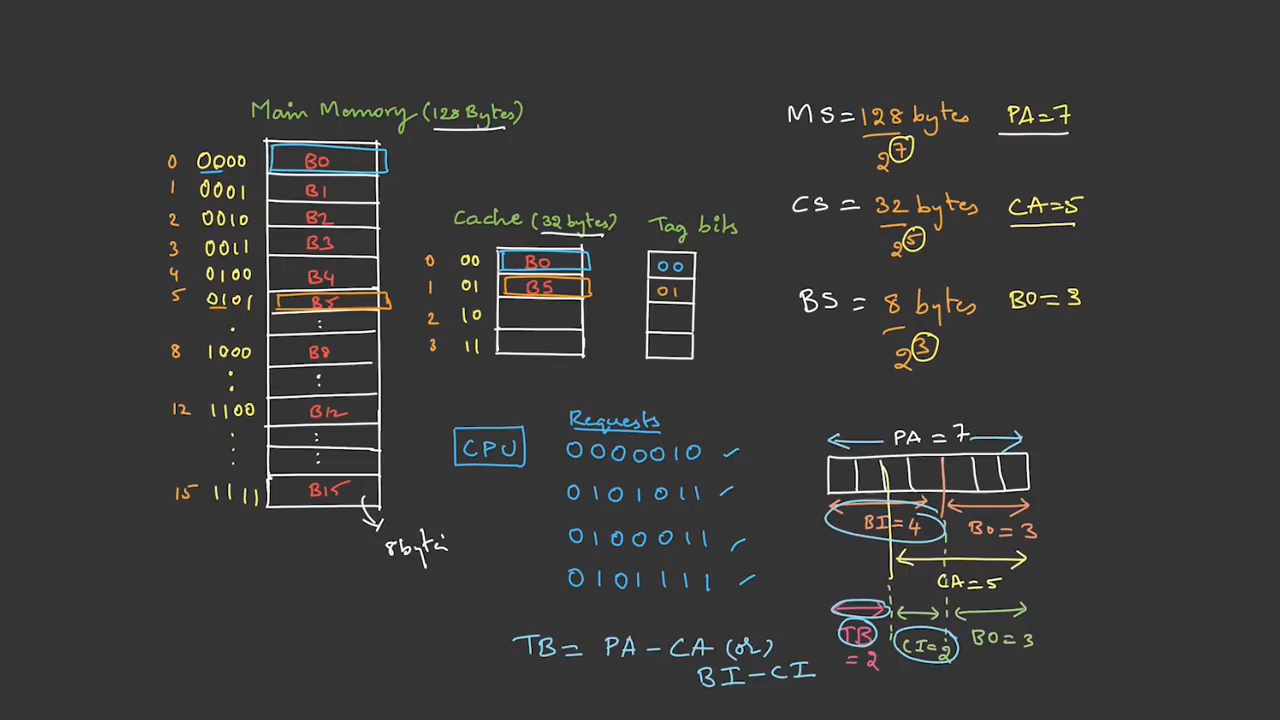 Main Memory (128 Bytes)
0 0000 B0
1 0001 B1
2 0010 B2
3 0011 B3
4 0100 B4
5 0101 B5
8 1000 B8
12 1100 B12
15 1111 B15
8 bytes
Cache (32 bytes)
0 00 B0
1 01 B5
2 10
3 11
Tag bits
00
01
MS = 128 bytes PA = 7
2^7
CS = 32 bytes CA = 5
2^5
BS = 8 bytes BO = 3
2^3
CPU
Requests
0000010
0101011
0100011
0101111
TB = PA - CA (or)
BI - CI
PA = 7
BI = 4 BO = 3
CA = 5
TB = 2 CI = 2 BO = 3